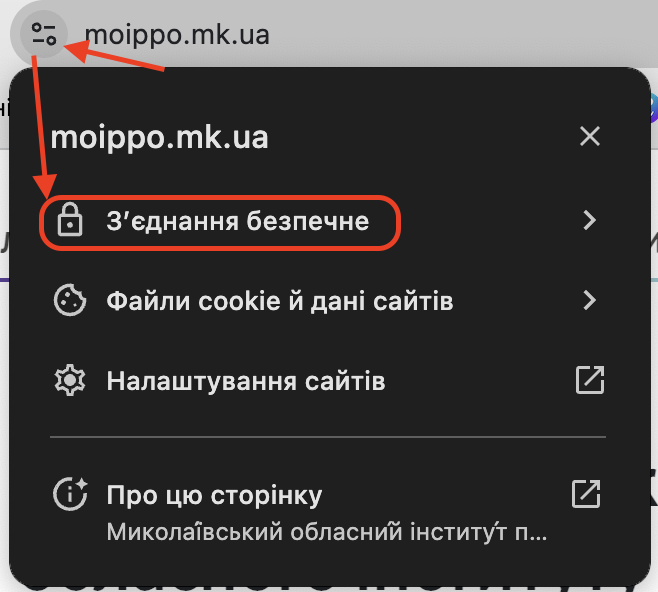 moippo.mk.ua
moippo.mk.ua
З’єднання безпечне
Файли cookie й дані сайтів
Налаштування сайтів
Про цю сторінку
Миколаївський обласний інститут п...